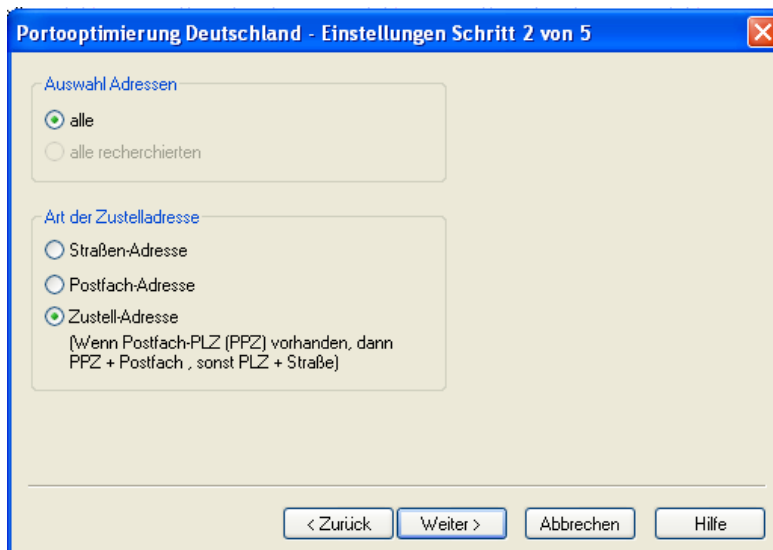 Portooptimierung Deutschland - Einstellungen Schritt 2 von 5
Auswahl Adressen
alle
alle recherchierten
Art der Zustelladresse
Straßen-Adresse
Postfach-Adresse
Zustell-Adresse
(Wenn Postfach-PLZ (PPZ) vorhanden, dann
PPZ + Postfach , sonst PLZ + Straße)
< Zurück Weiter > Abbrechen Hilfe